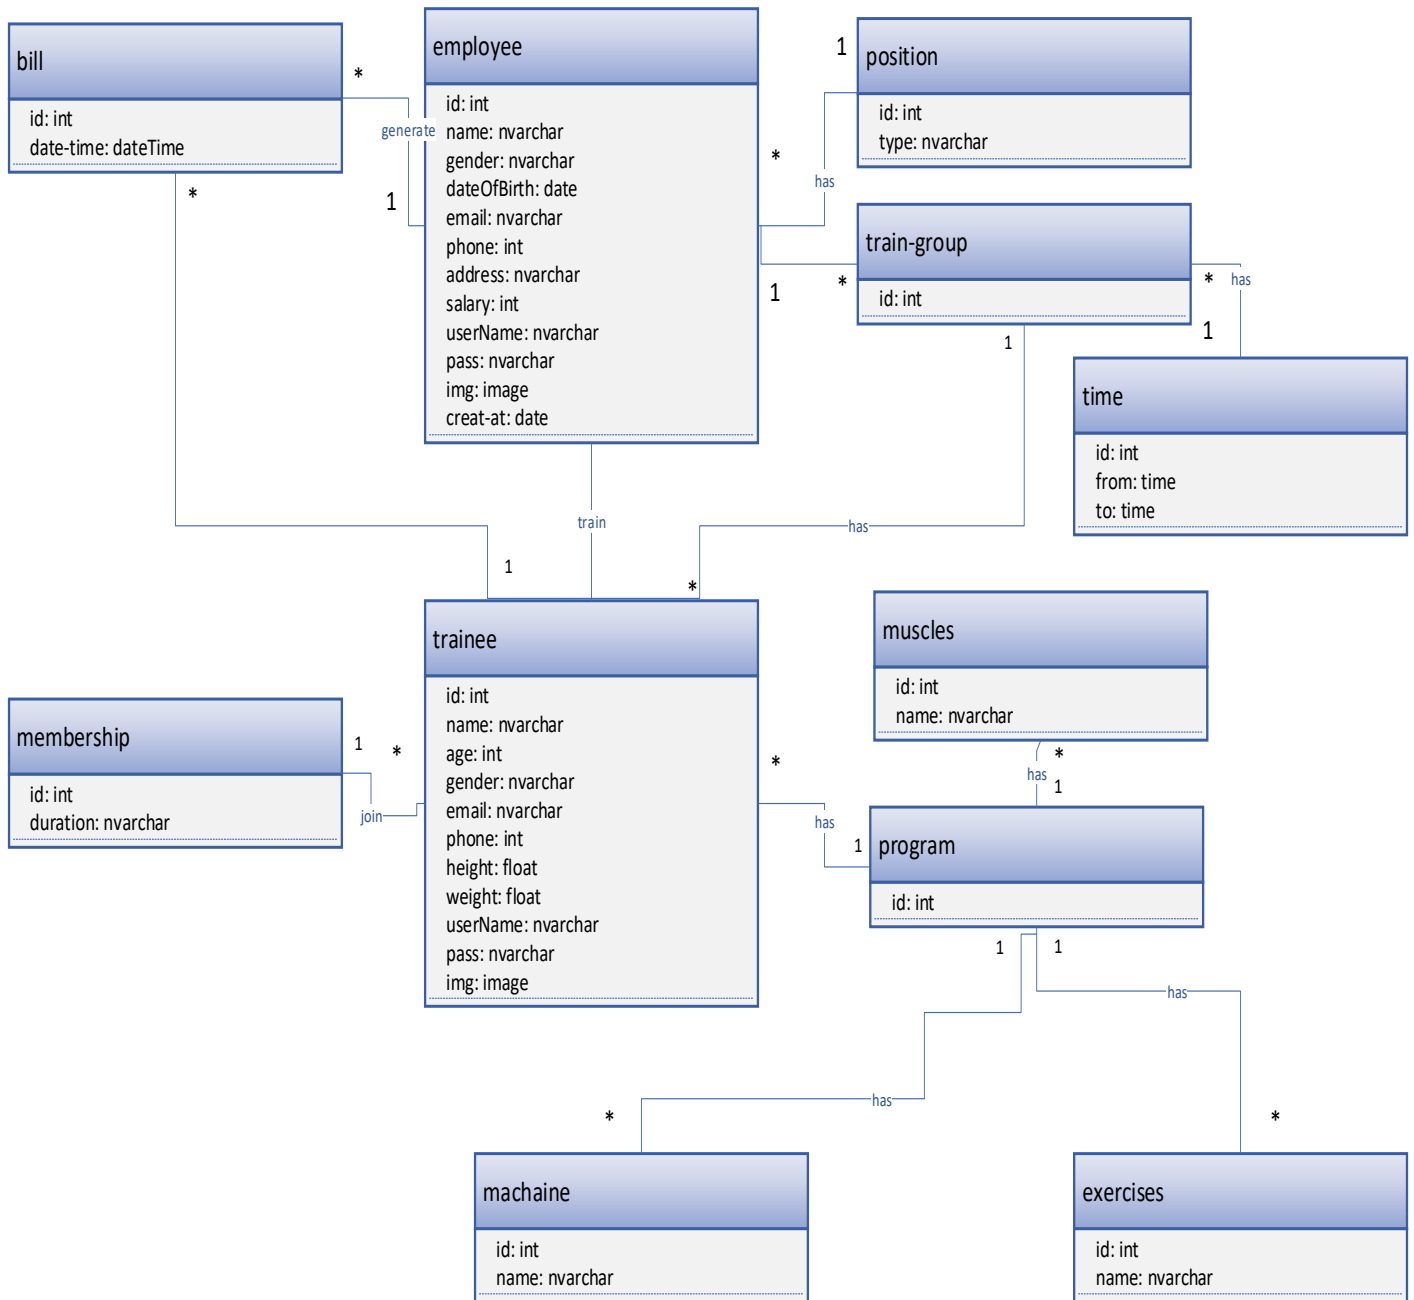 bill
id: int
date-time: dateTime
*
generate
1
*
employee
id: int
name: nvarchar
gender: nvarchar
dateOfBirth: date
email: nvarchar
phone: int
address: nvarchar
salary: int
userName: nvarchar
pass: nvarchar
img: image
creat-at: date
1
position
id: int
type: nvarchar
*
has
train-group
id: int
1
*
*
has
1
1
time
id: int
from: time
to: time
train
has
1
*
trainee
id: int
name: nvarchar
age: int
gender: nvarchar
email: nvarchar
phone: int
height: float
weight: float
userName: nvarchar
pass: nvarchar
img: image
membership
id: int
duration: nvarchar
1
*
join
muscles
id: int
name: nvarchar
*
has
1
*
has
1
program
id: int
1
1
has
has
*
*
machaine
id: int
name: nvarchar
exercises
id: int
name: nvarchar